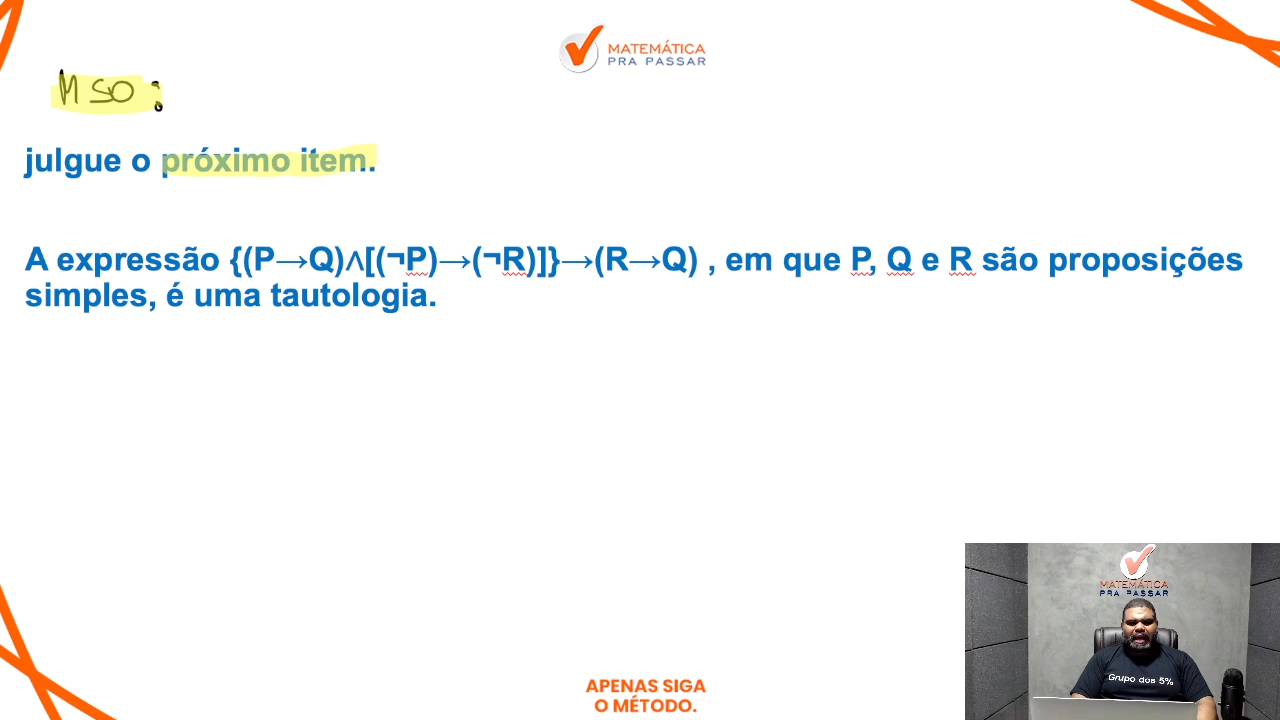 MATEMÁTICA
PRA PASSAR
MSO:
julgue o próximo item.
A expressão {(P→Q)∧[(¬P)→(¬R)]}→(R→Q) , em que P, Q e R são proposições
simples, é uma tautologia.
MATEMÁTICA
PRA PASSAR
Grupo dos 5%
APENAS SIGA
O MÉTODO.